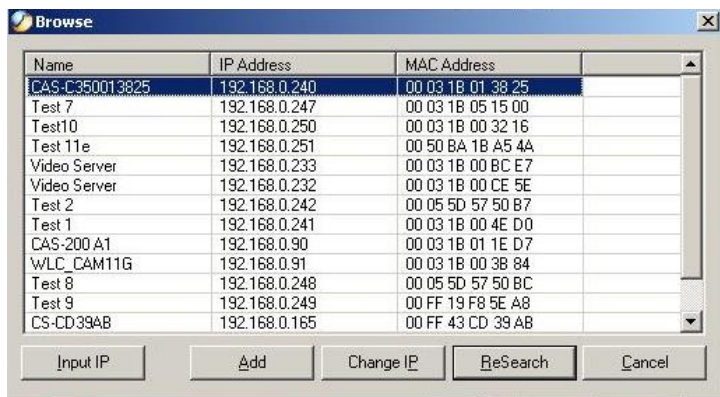 Browse
Name IP Address MAC Address
CAS-C350013825 192.168.0.240 00 03 1B 01 38 25
Test 7 192.168.0.247 00 03 1B 05 15 00
Test10 192.168.0.250 00 03 1B 00 32 16
Test 11e 192.168.0.251 00 50 BA 1B A5 4A
Video Server 192.168.0.233 00 03 1B 00 BC E7
Video Server 192.168.0.232 00 03 1B 00 CE 5E
Test 2 192.168.0.242 00 05 5D 57 50 B7
Test 1 192.168.0.241 00 03 1B 00 4E D0
CAS-200 A1 192.168.0.90 00 03 1B 01 1E D7
WLC_CAM11G 192.168.0.91 00 03 1B 00 3B 84
Test 8 192.168.0.248 00 05 5D 57 50 BC
Test 9 192.168.0.249 00 FF 19 F8 5E A8
CS-CD39AB 192.168.0.165 00 FF 43 CD 39 AB
Input IP Add Change IP ReSearch Cancel